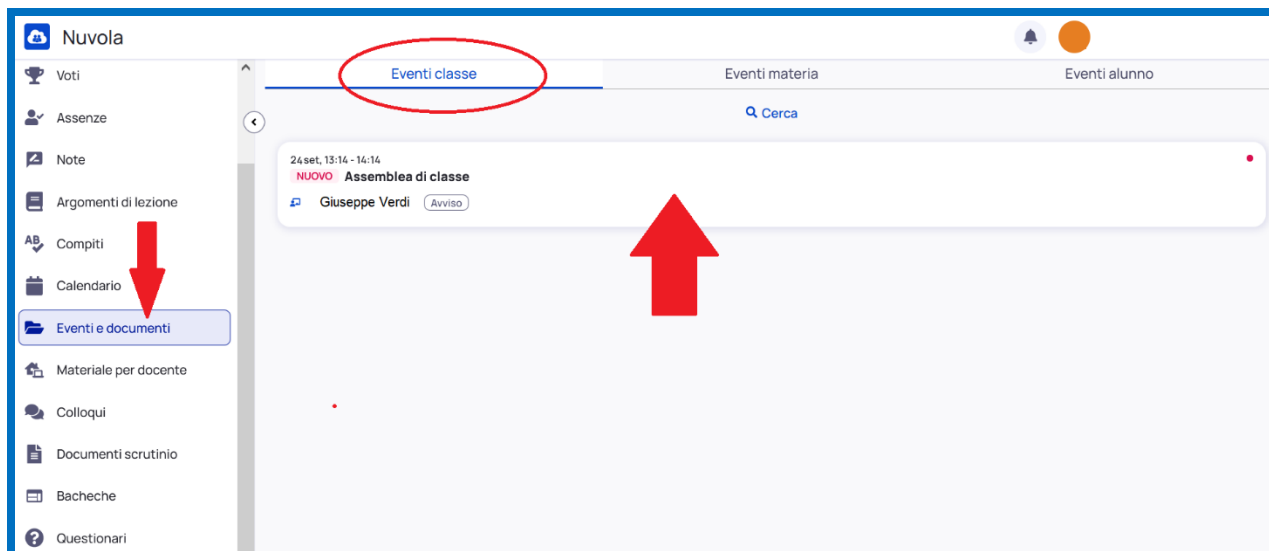 Nuvola
Voti
Assenze
Note
Argomenti di lezione
Compiti
Calendario
Eventi e documenti
Materiale per docente
Colloqui
Documenti scrutinio
Bacheche
Questionari
Eventi classe
Eventi materia
Eventi alunno
Cerca
24 set, 13:14 - 14:14
NUOVO Assemblea di classe
Giuseppe Verdi Avviso